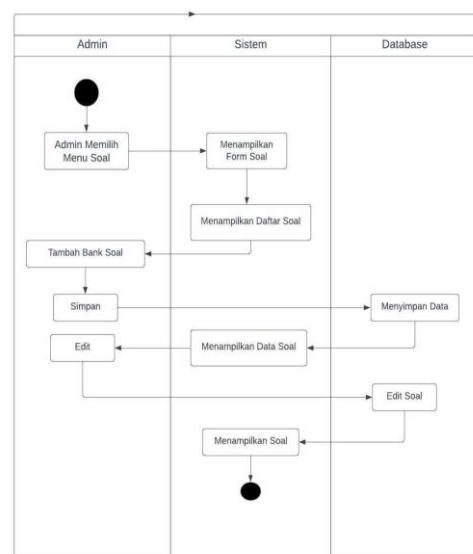 Admin
Sistem
Database
Admin Memilih
Menu Soal
Menampilkan
Form Soal
Menampilkan Daftar Soal
Tambah Bank Soal
Simpan
Menyimpan Data
Edit
Menampilkan Data Soal
Edit Soal
Menampilkan Soal